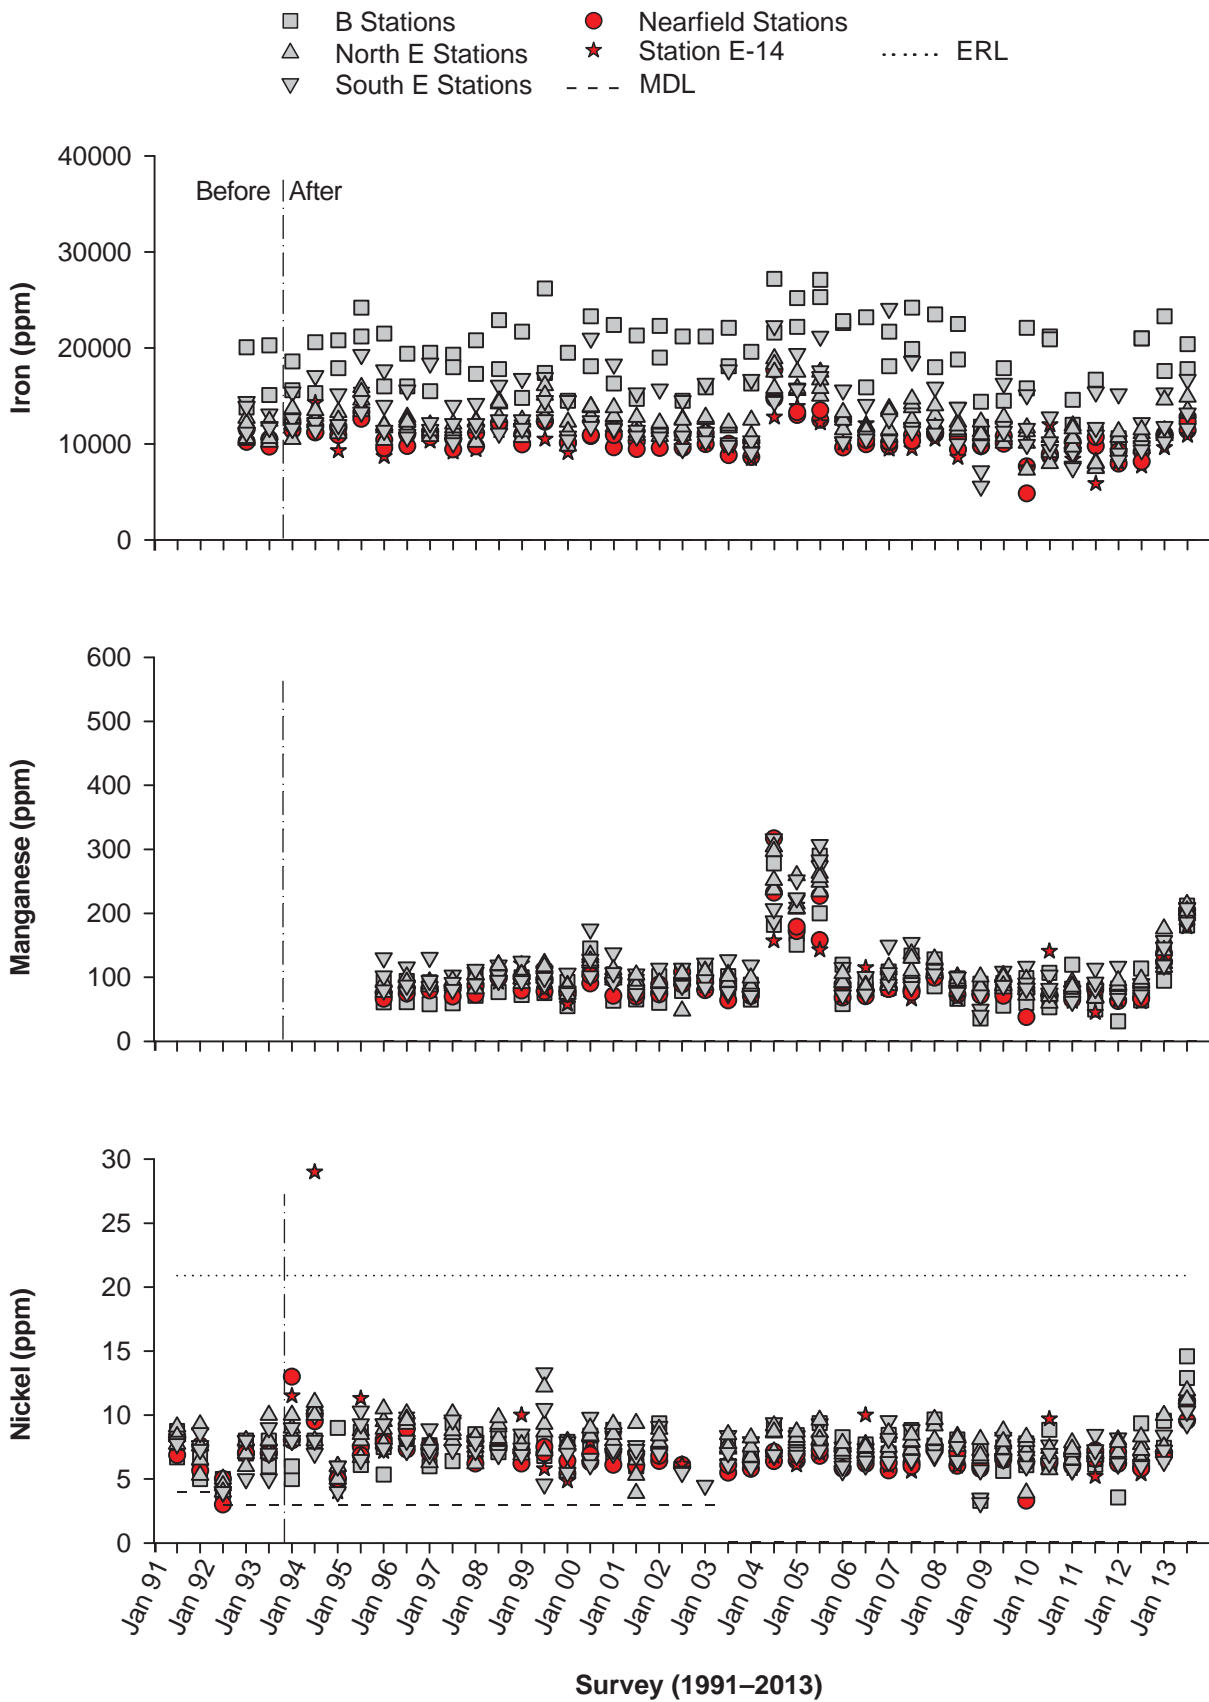 B Stations
Nearfield Stations
North E Stations
Station E-14
ERL
South E Stations
MDL
40000
30000
20000
10000
0
Iron (ppm)
Before
After
600
500
400
300
200
100
0
Manganese (ppm)
30
25
20
15
10
5
0
Nickel (ppm)
Jan 91
Jan 92
Jan 93
Jan 94
Jan 95
Jan 96
Jan 97
Jan 98
Jan 99
Jan 00
Jan 01
Jan 02
Jan 03
Jan 04
Jan 05
Jan 06
Jan 07
Jan 08
Jan 09
Jan 10
Jan 11
Jan 12
Jan 13
Survey (1991–2013)